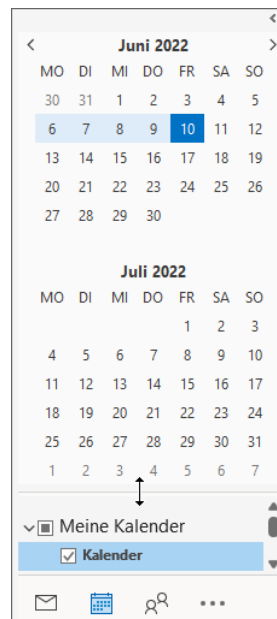 Juni 2022
MO DI MI DO FR SA SO
30 31 1 2 3 4 5
6 7 8 9 10 11 12
13 14 15 16 17 18 19
20 21 22 23 24 25 26
27 28 29 30
Juli 2022
MO DI MI DO FR SA SO
1 2 3
4 5 6 7 8 9 10
11 12 13 14 15 16 17
18 19 20 21 22 23 24
25 26 27 28 29 30 31
1 2 3 4 5 6 7
Meine Kalender
Kalender